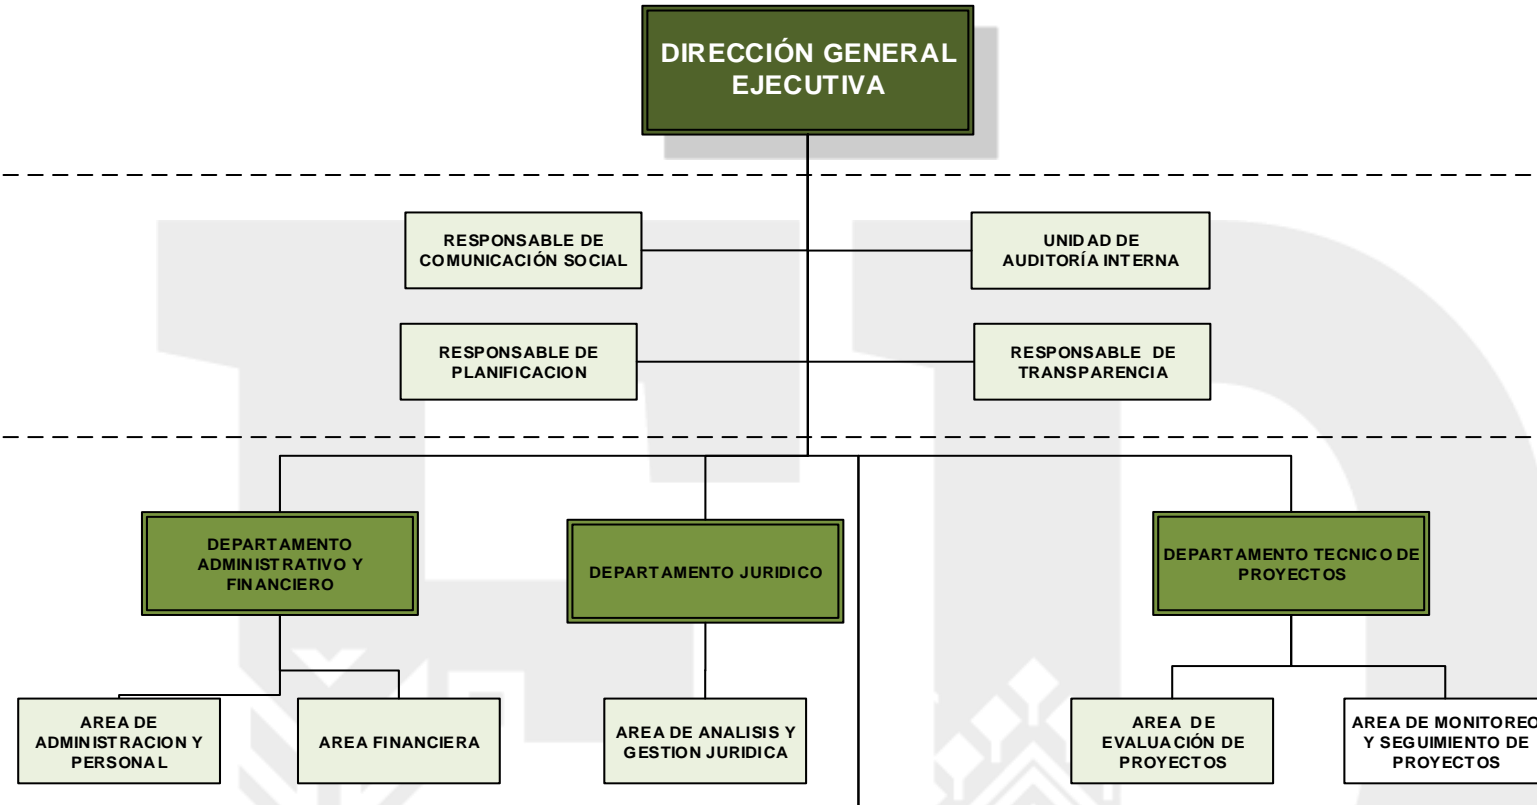 DIRECCIÓN GENERAL
EJECUTIVA
RESPONSABLE DE
COMUNICACIÓN SOCIAL
UNIDAD DE
AUDITORÍA INTERNA
RESPONSABLE DE
PLANIFICACION
RESPONSABLE DE
TRANSPARENCIA
DEPARTAMENTO
ADMINISTRATIVO Y
FINANCIERO
DEPARTAMENTO JURIDICO
DEPARTAMENTO TECNICO DE
PROYECTOS
AREA DE
ADMINISTRACION Y
PERSONAL
AREA FINANCIERA
AREA DE ANALISIS Y
GESTION JURIDICA
AREA DE
EVALUACIÓN DE
PROYECTOS
AREA DE MONITOREO
Y SEGUIMIENTO DE
PROYECTOS